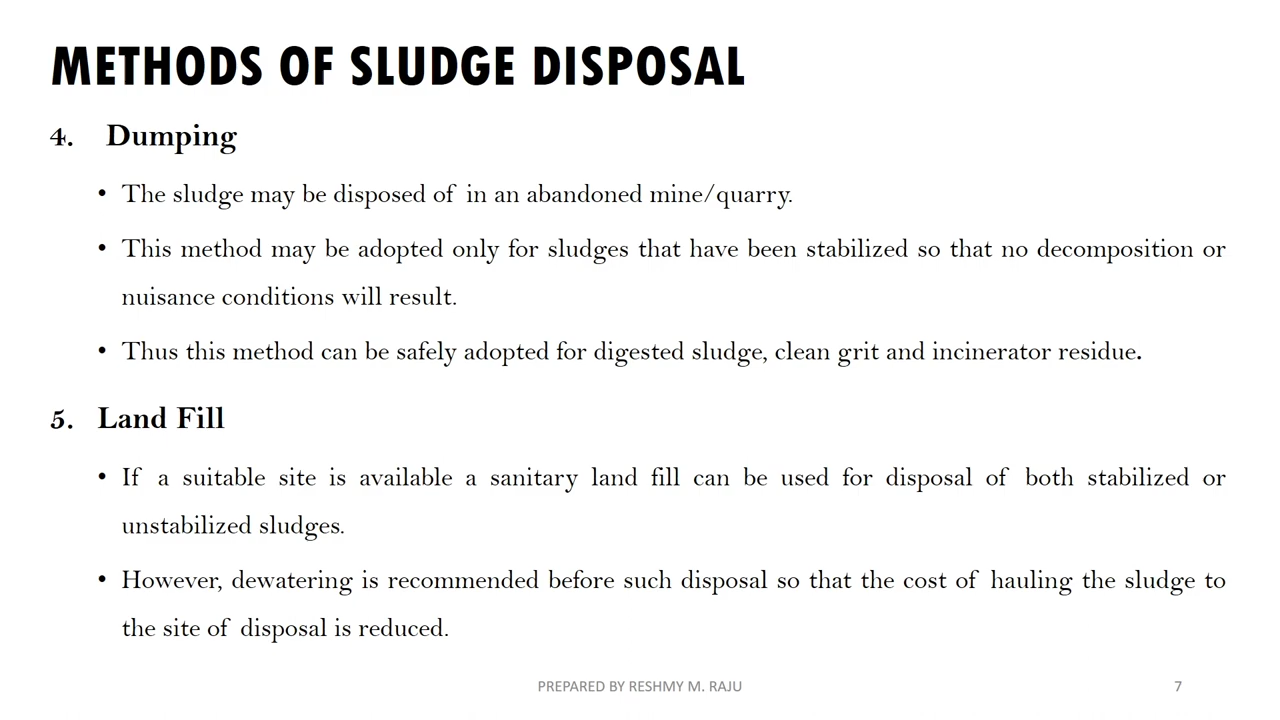 METHODS OF SLUDGE DISPOSAL
4. Dumping
• The sludge may be disposed of in an abandoned mine/quarry.
• This method may be adopted only for sludges that have been stabilized so that no decomposition or
nuisance conditions will result.
• Thus this method can be safely adopted for digested sludge, clean grit and incinerator residue.
5. Land Fill
• If a suitable site is available a sanitary land fill can be used for disposal of both stabilized or
unstabilized sludges.
• However, dewatering is recommended before such disposal so that the cost of hauling the sludge to
the site of disposal is reduced.
PREPARED BY RESHMY M. RAJU 7